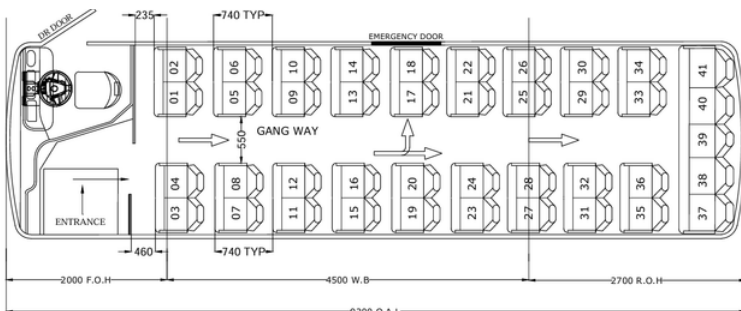 DR DOOR
235
740 TYP
EMERGENCY DOOR
02 06 10 14 18 22 26 30 34 41
01 05 09 13 17 21 25 29 33 40
550
GANG WAY
39
04 08 12 16 20 24 28 32 36 38
03 07 11 15 19 23 27 31 35 37
ENTRANCE
460
740 TYP
2000 F.O.H
4500 W.B
2700 R.O.H